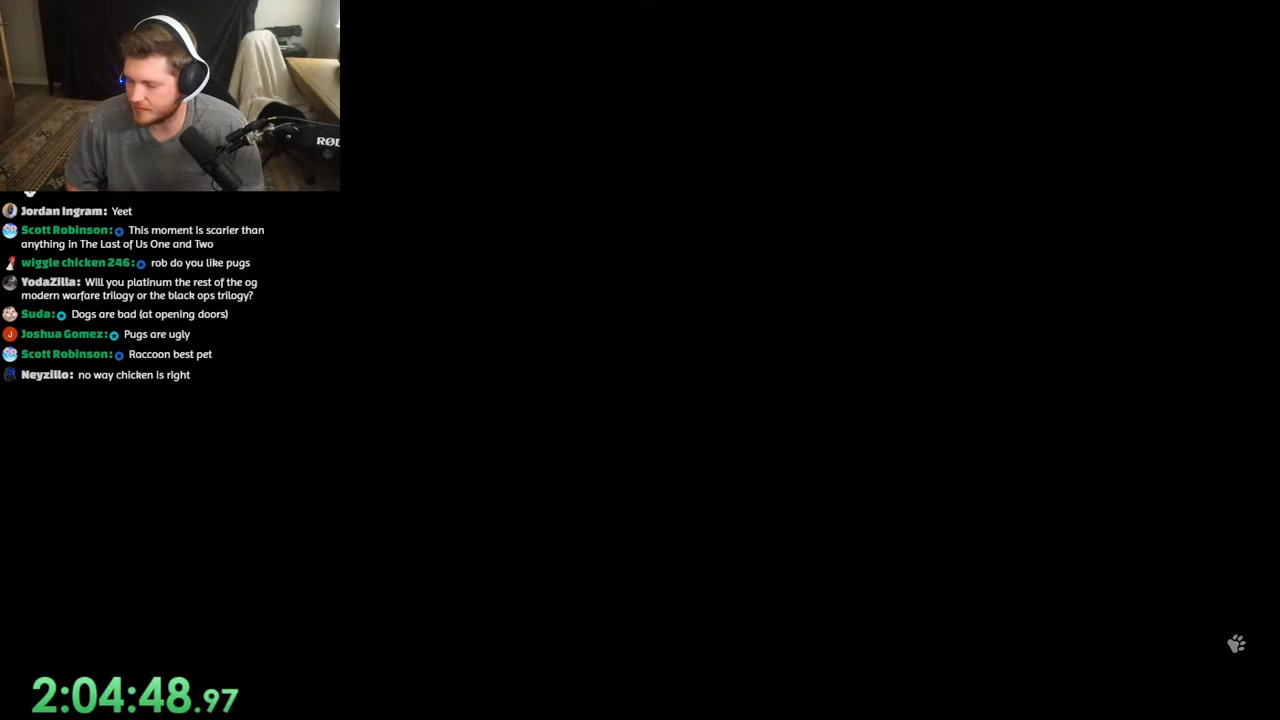 RØD
Jordan Ingram: Yeet
Scott Robinson: This moment is scarier than
anything in The Last of Us One and Two
wiggle chicken 246: rob do you like pugs
YodaZilla: Will you platinum the rest of the og
modern warfare trilogy or the black ops trilogy?
Suda: Dogs are bad (at opening doors)
J Joshua Gomez: Pugs are ugly
Scott Robinson: Raccoon best pet
Neyzillo: no way chicken is right
2:04:48.97